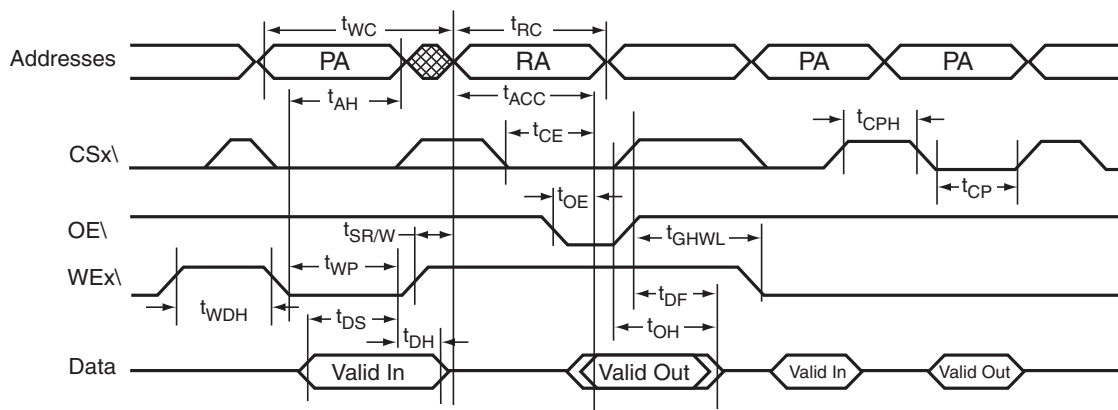 tWC tRC
Addresses PA RA PA PA
tAH tACC
tCE tCPH
CSx\
tOE tCP
OE\
tSR/W tGHWL
tWP
WEx\
tWDH tDF
tDS tOH
tDH
Data Valid In Valid Out Valid In Valid Out